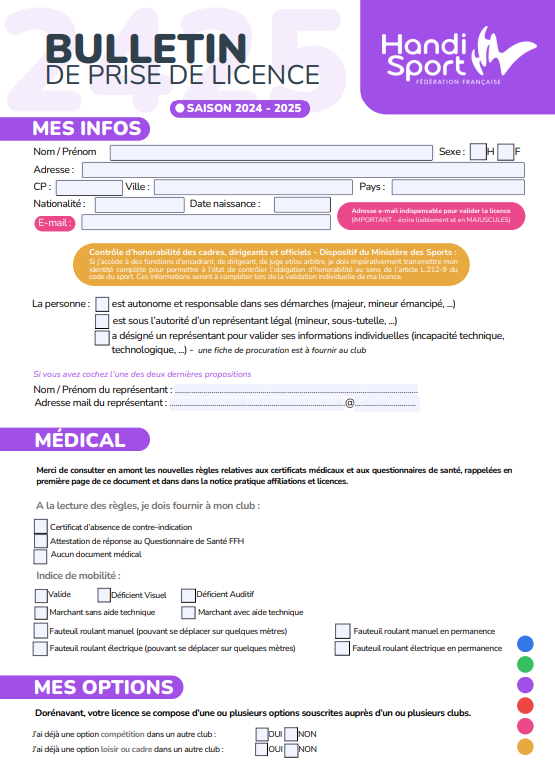 2425
BULLETIN
DE PRISE DE LICENCE
Handi
Sport
FÉDÉRATION FRANÇAISE
SAISON 2024 - 2025
MES INFOS
Nom / Prénom Sexe : H F
Adresse :
CP : Ville : Pays :
Nationalité : Date naissance :
E-mail :
Adresse e-mail indispensable pour valider la licence
(IMPORTANT - écrire lisiblement et en MAJUSCULES)
Contrôle d'honorabilité des cadres, dirigeants et officiels - Dispositif du Ministère des Sports :
Si j'accède à des fonctions d'encadrant, de dirigeant, de juge et/ou arbitre, je dois impérativement transmettre mon
identité complète pour permettre à l'état de contrôler l'obligation d'honorabilité au sens de l'article L.212-9 du
code du sport. Ces informations seront à compléter lors de la validation individuelle de ma licence.
La personne : est autonome et responsable dans ses démarches (majeur, mineur émancipé, ...)
est sous l'autorité d'un représentant légal (mineur, sous-tutelle, ...)
a désigné un représentant pour valider ses informations individuelles (incapacité technique,
technologique, ...) - une fiche de procuration est à fournir au club
Si vous avez cochez l'une des deux dernières propositions
Nom / Prénom du représentant :
Adresse mail du représentant : @
MÉDICAL
Merci de consulter en amont les nouvelles règles relatives aux certificats médicaux et aux questionnaires de santé, rappelées en
première page de ce document et dans dans la notice pratique affiliations et licences.
A la lecture des règles, je dois fournir à mon club :
Certificat d'absence de contre-indication
Attestation de réponse au Questionnaire de Santé FFH
Aucun document médical
Indice de mobilité :
Valide Déficient Visuel Déficient Auditif
Marchant sans aide technique Marchant avec aide technique
Fauteuil roulant manuel (pouvant se déplacer sur quelques mètres) Fauteuil roulant manuel en permanence
Fauteuil roulant électrique (pouvant se déplacer sur quelques mètres) Fauteuil roulant électrique en permanence
MES OPTIONS
Dorénavant, votre licence se compose d'une ou plusieurs options souscrites auprès d'un ou plusieurs clubs.
J'ai déjà une option compétition dans un autre club : OUI NON
J'ai déjà une option loisir ou cadre dans un autre club : OUI NON